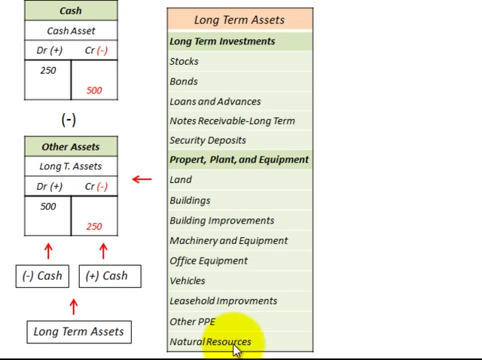 Cash
Cash Asset
Dr (+) Cr (-)
250
500
(-)
Other Assets
Long T. Assets
Dr (+) Cr (-)
500
250
(-) Cash
(+) Cash
Long Term Assets
Long Term Assets
Long Term Investments
Stocks
Bonds
Loans and Advances
Notes Receivable-Long Term
Security Deposits
Propert, Plant, and Equipment
Land
Buildings
Building Improvements
Machinery and Equipment
Office Equipment
Vehicles
Leasehold Improvments
Other PPE
Natural Resources